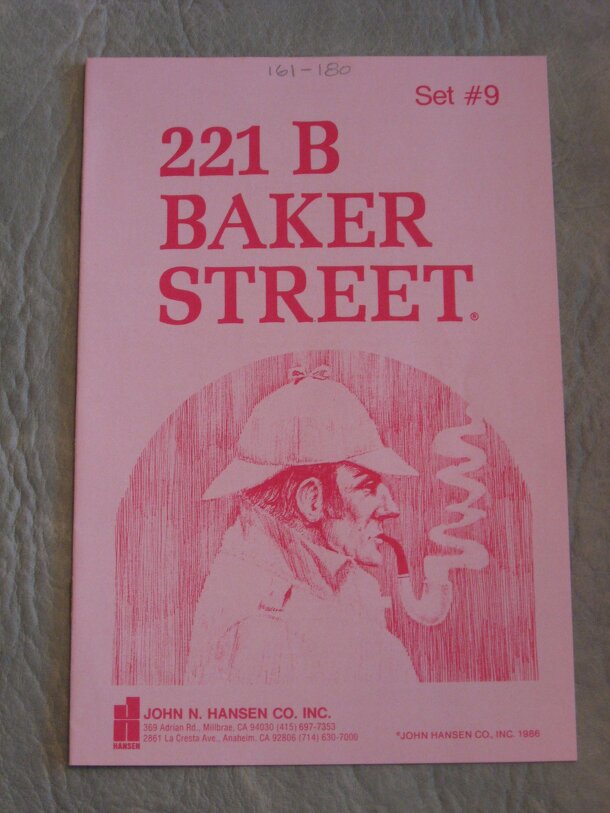 161-180
Set #9
221 B
BAKER
STREET®
JOHN N. HANSEN CO. INC.
369 Adrian Rd., Millbrae, CA 94030 (415) 697-7353
2861 La Cresta Ave., Anaheim, CA 92806 (714) 630-7000
HANSEN
©JOHN HANSEN CO., INC. 1986